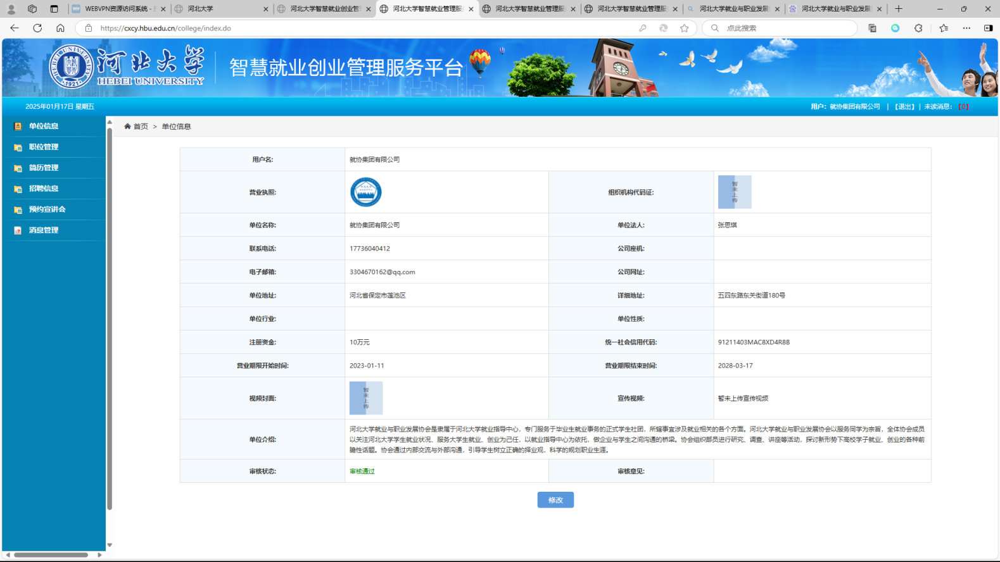 WEBVPN资源访问系统 -
河北大学
河北大学智慧就业创业管
河北大学智慧就业管理服
河北大学智慧就业管理服
河北大学智慧就业管理服
河北大学就业与职业发展
河北大学就业与职业发展
https://cxcy.hbu.edu.cn/college/index.do
点此搜索
河北大学
HEBEI UNIVERSITY
HEBEI UNIVERSITY
·1921·
智慧就业创业管理服务平台
2025年01月17日 星期五
用户：就协集团有限公司 | 【退出】 | 未读消息： 【0】
单位信息
职位管理
简历管理
招聘信息
预约宣讲会
消息管理
首页 > 单位信息
用户名: 就协集团有限公司
营业执照: 组织机构代码证: 暂未上传
单位名称: 就协集团有限公司 单位法人: 张思琪
联系电话: 17736040412 公司座机:
电子邮箱: 3304670162@qq.com 公司网址:
单位地址: 河北省保定市莲池区 详细地址: 五四东路东关街道180号
单位行业: 单位性质:
注册资金: 10万元 统一社会信用代码: 91211403MAC8XD4R8B
营业期限开始时间: 2023-01-11 营业期限结束时间: 2028-03-17
视频封面: 暂未上传 宣传视频: 暂未上传宣传视频
单位介绍: 河北大学就业与职业发展协会是隶属于河北大学就业指导中心，专门服务于毕业生就业事务的正式学生社团，所辖事宜涉及就业相关的各个方面。河北大学就业与职业发展协会以服务同学为宗旨，全体协会成员
以关注河北大学学生就业状况、服务大学生就业、创业为己任，以就业指导中心为依托，做企业与学生之间沟通的桥梁。协会组织部员进行研究、调查、讲座等活动，探讨新形势下高校学子就业、创业的各种前
瞻性话题。协会通过内部交流与外部沟通，引导学生树立正确的择业观，科学的规划职业生涯。
审核状态: 审核通过 审核意见:
修改